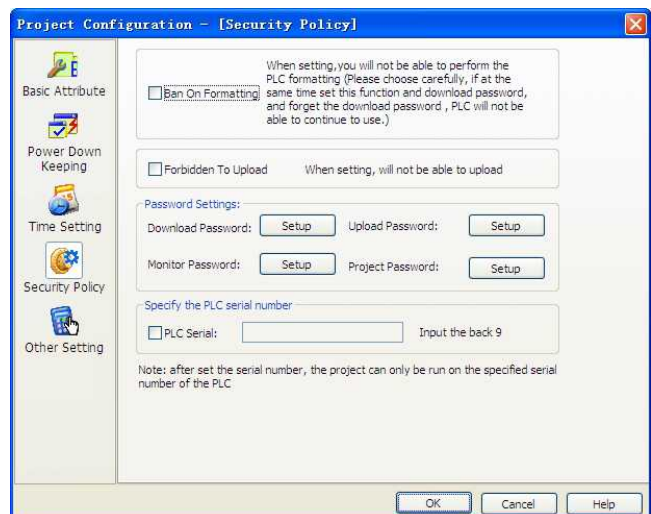 Project Configuration - [Security Policy]
Basic Attribute
Power Down
Keeping
Time Setting
Security Policy
Other Setting
Ban On Formatting
When setting,you will not be able to perform the
PLC formatting (Please choose carefully, if at the
same time set this function and download password,
and forget the download password , PLC will not be
able to continue to use.)
Forbidden To Upload When setting, will not be able to upload
Password Settings:
Download Password: Setup Upload Password: Setup
Monitor Password: Setup Project Password: Setup
Specify the PLC serial number
PLC Serial: Input the back 9
Note: after set the serial number, the project can only be run on the specified serial
number of the PLC
OK Cancel Help